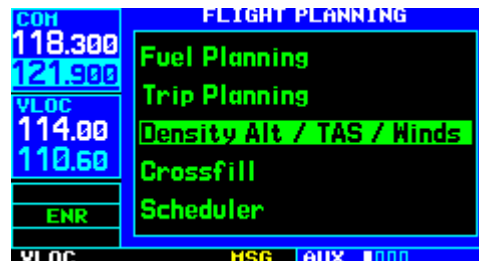 COM
118.300
121.900
VLOC
114.00
110.60
ENR
FLIGHT PLANNING
Fuel Planning
Trip Planning
Density Alt / TAS / Winds
Crossfill
Scheduler
VLOC MSG AUX